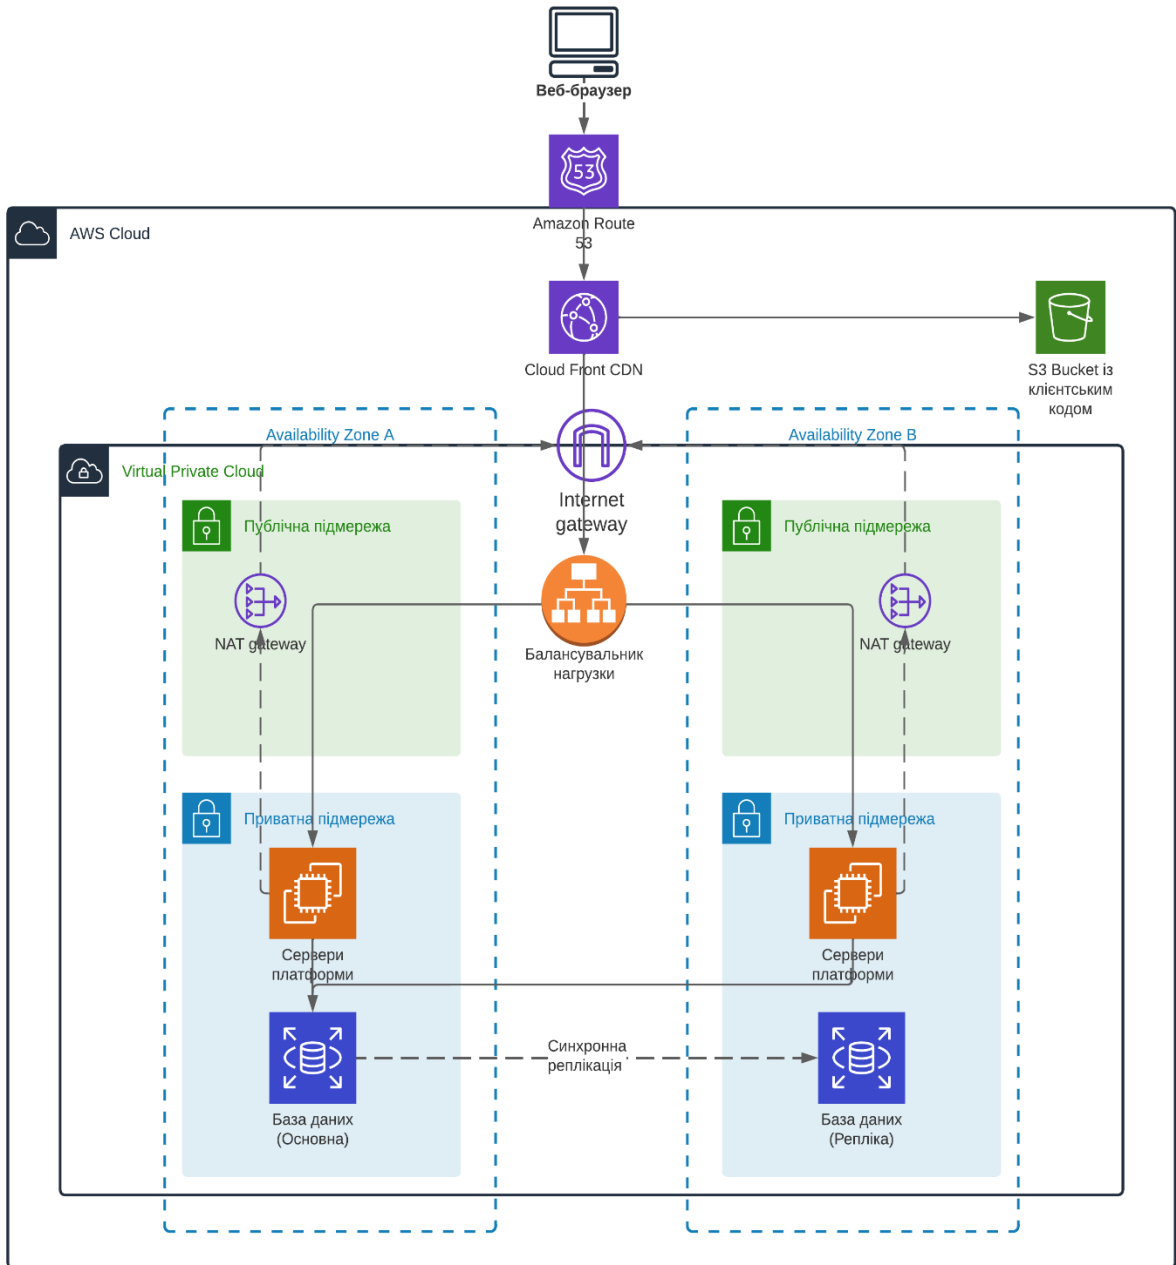 Веб-браузер
53
Amazon Route
53
AWS Cloud
Cloud Front CDN
S3 Bucket із
клієнтським
кодом
Availability Zone A
Availability Zone B
Virtual Private Cloud
Internet
gateway
Публічна підмережа
Публічна підмережа
NAT gateway
NAT gateway
Балансувальник
нагрузки
Приватна підмережа
Приватна підмережа
Сервери
платформи
Сервери
платформи
Синхронна
реплікація
База даних
(Основна)
База даних
(Репліка)